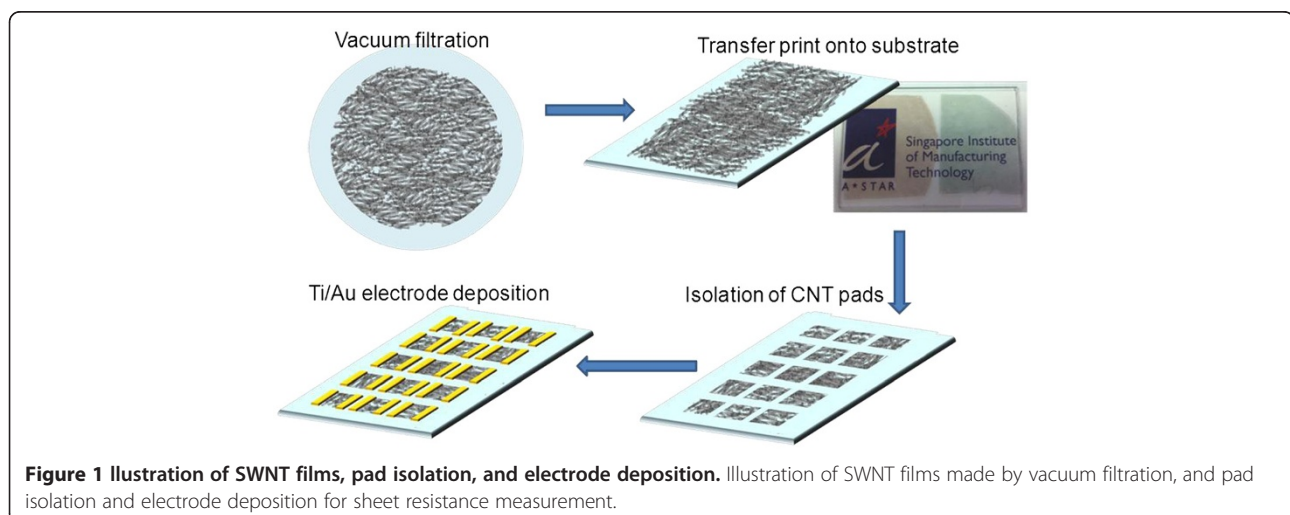 Vacuum filtration
Transfer print onto substrate
a
Singapore Institute
of Manufacturing
Technology
A★STAR
Ti/Au electrode deposition
Isolation of CNT pads
Figure 1 llustration of SWNT films, pad isolation, and electrode deposition. Illustration of SWNT films made by vacuum filtration, and pad
isolation and electrode deposition for sheet resistance measurement.